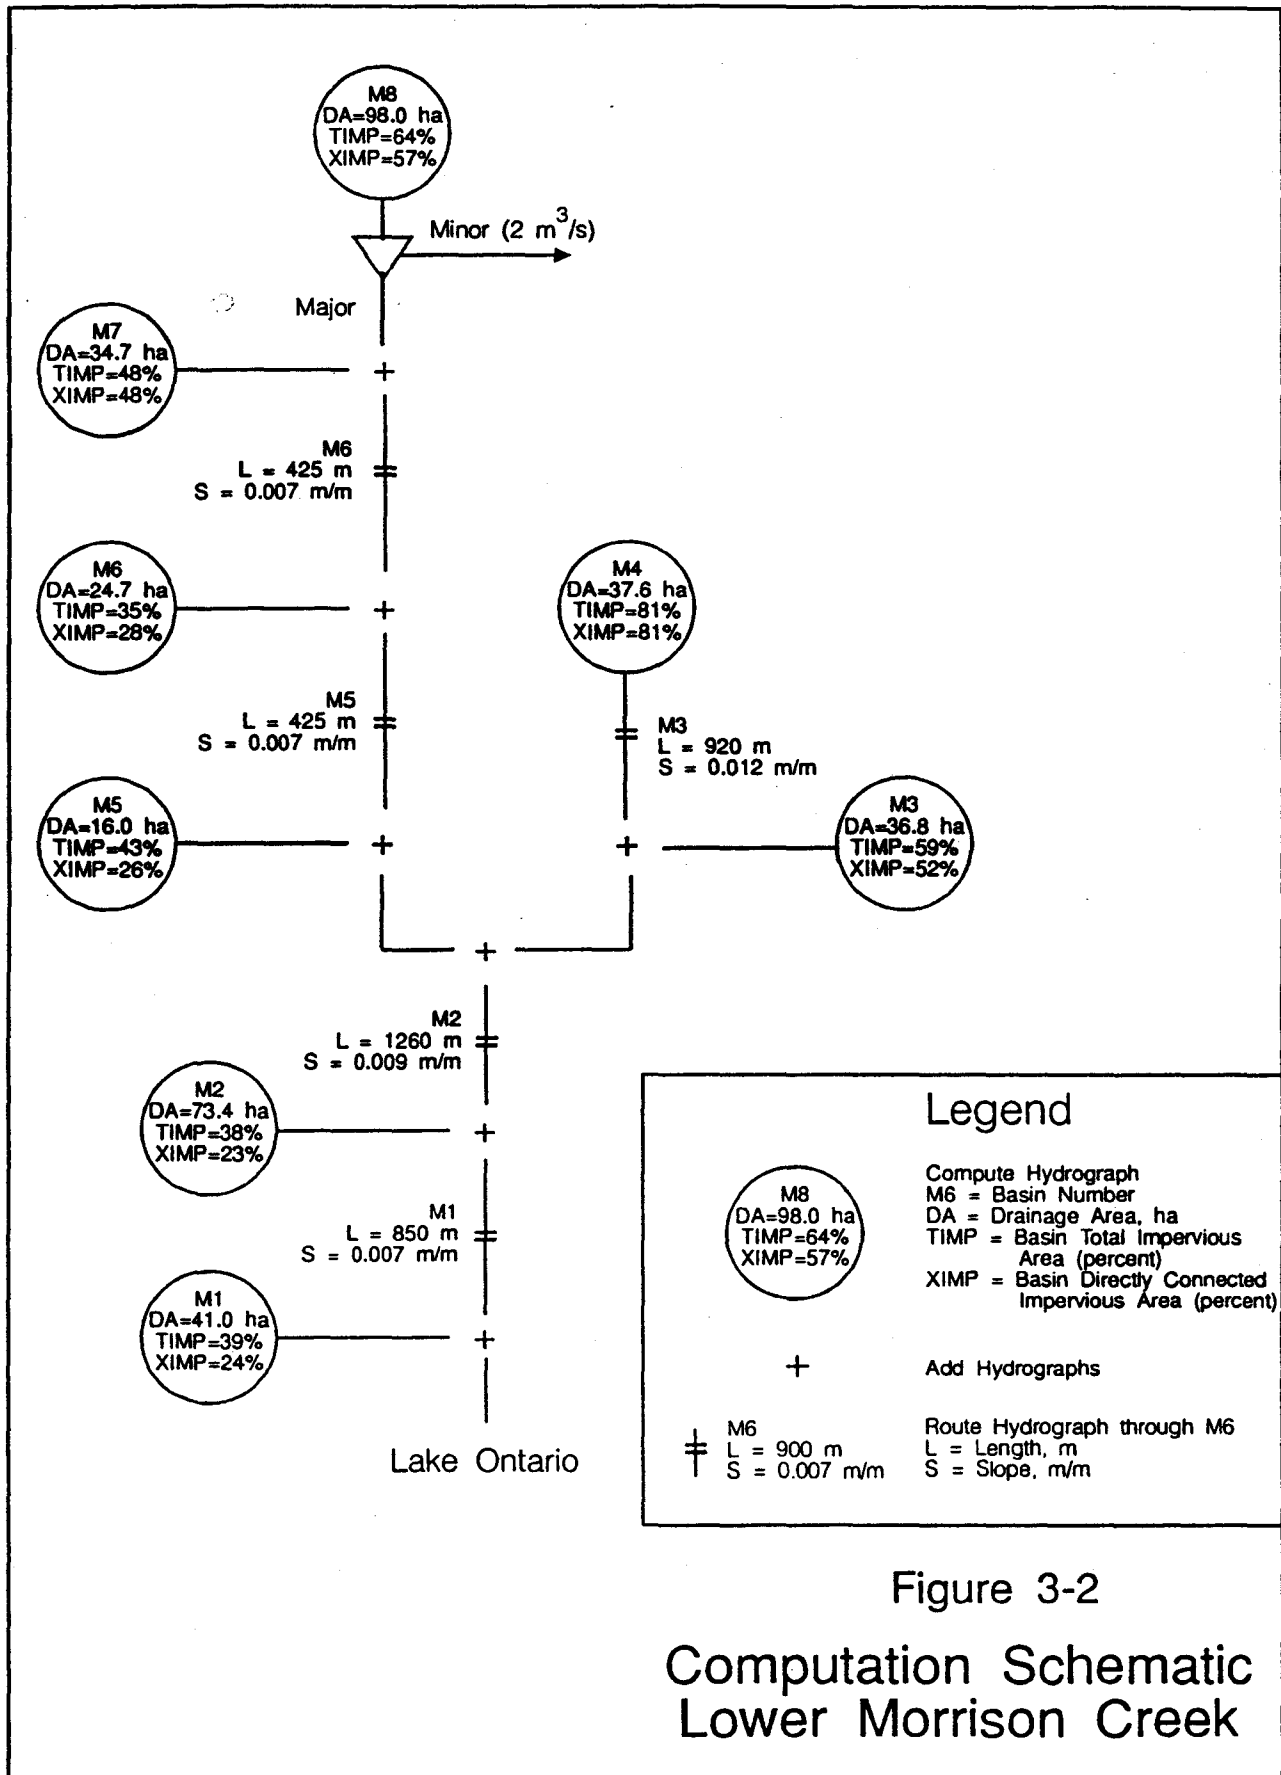 M8
DA=98.0 ha
TIMP=64%
XIMP=57%
Minor (2 m³/s)
Major
M7
DA=34.7 ha
TIMP=48%
XIMP=48%
M6
L = 425 m
S = 0.007 m/m
M6
DA=24.7 ha
TIMP=35%
XIMP=28%
M4
DA=37.6 ha
TIMP=81%
XIMP=81%
M5
L = 425 m
S = 0.007 m/m
M3
L = 920 m
S = 0.012 m/m
M5
DA=16.0 ha
TIMP=43%
XIMP=26%
M3
DA=36.8 ha
TIMP=59%
XIMP=52%
M2
L = 1260 m
S = 0.009 m/m
M2
DA=73.4 ha
TIMP=38%
XIMP=23%
M1
L = 850 m
S = 0.007 m/m
M1
DA=41.0 ha
TIMP=39%
XIMP=24%
Lake Ontario
Legend
M8
DA=98.0 ha
TIMP=64%
XIMP=57%
Compute Hydrograph
M6 = Basin Number
DA = Drainage Area, ha
TIMP = Basin Total Impervious
Area (percent)
XIMP = Basin Directly Connected
Impervious Area (percent)
+ Add Hydrographs
M6
L = 900 m
S = 0.007 m/m
Route Hydrograph through M6
L = Length, m
S = Slope, m/m
Figure 3-2
Computation Schematic
Lower Morrison Creek